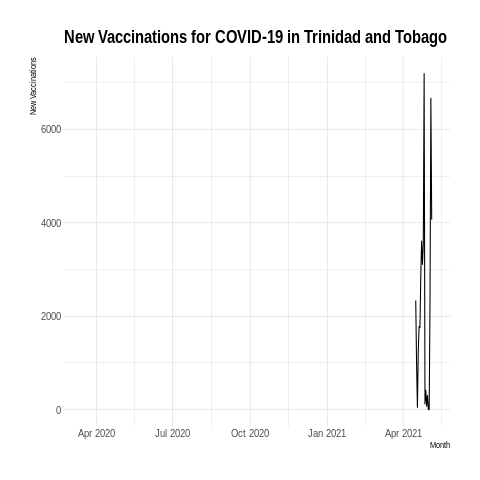 New Vaccinations for COVID-19 in Trinidad and Tobago
New Vaccinations
6000
4000
2000
0
Apr 2020 Jul 2020 Oct 2020 Jan 2021 Apr 2021
Month